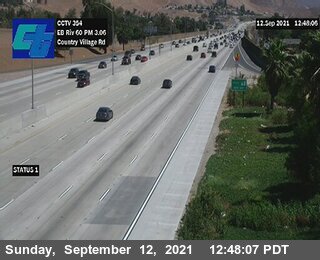 CCTV 354
EB Riv 60 PM 3.06
Country Village Rd
12.Sep 2021
12:48:06
STATUS 1
Sunday, September 12, 2021 12:48:07 PDT